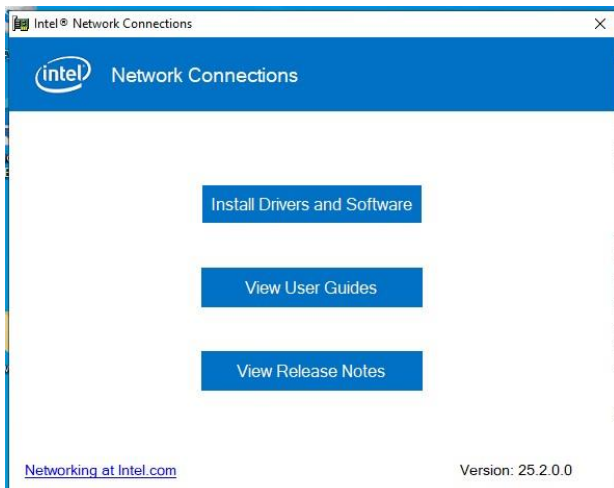 Intel® Network Connections
intel
Network Connections
Install Drivers and Software
View User Guides
View Release Notes
Networking at Intel.com
Version: 25.2.0.0